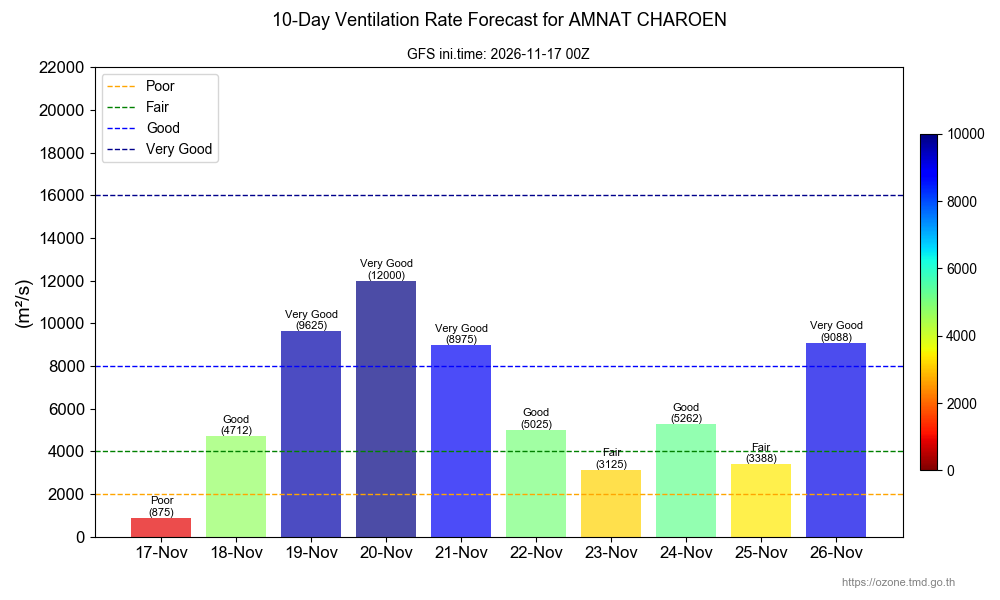 10-Day Ventilation Rate Forecast for AMNAT CHAROEN
GFS ini.time: 2026-11-17 00Z
(m²/s)
22000
20000
18000
16000
14000
12000
10000
8000
6000
4000
2000
0
Poor
Fair
Good
Very Good
Poor
(875)
Good
(4712)
Very Good
(9625)
Very Good
(12000)
Very Good
(8975)
Good
(5025)
Fair
(3125)
Good
(5262)
Fair
(3388)
Very Good
(9088)
17-Nov
18-Nov
19-Nov
20-Nov
21-Nov
22-Nov
23-Nov
24-Nov
25-Nov
26-Nov
10000
8000
6000
4000
2000
0
https://ozone.tmd.go.th